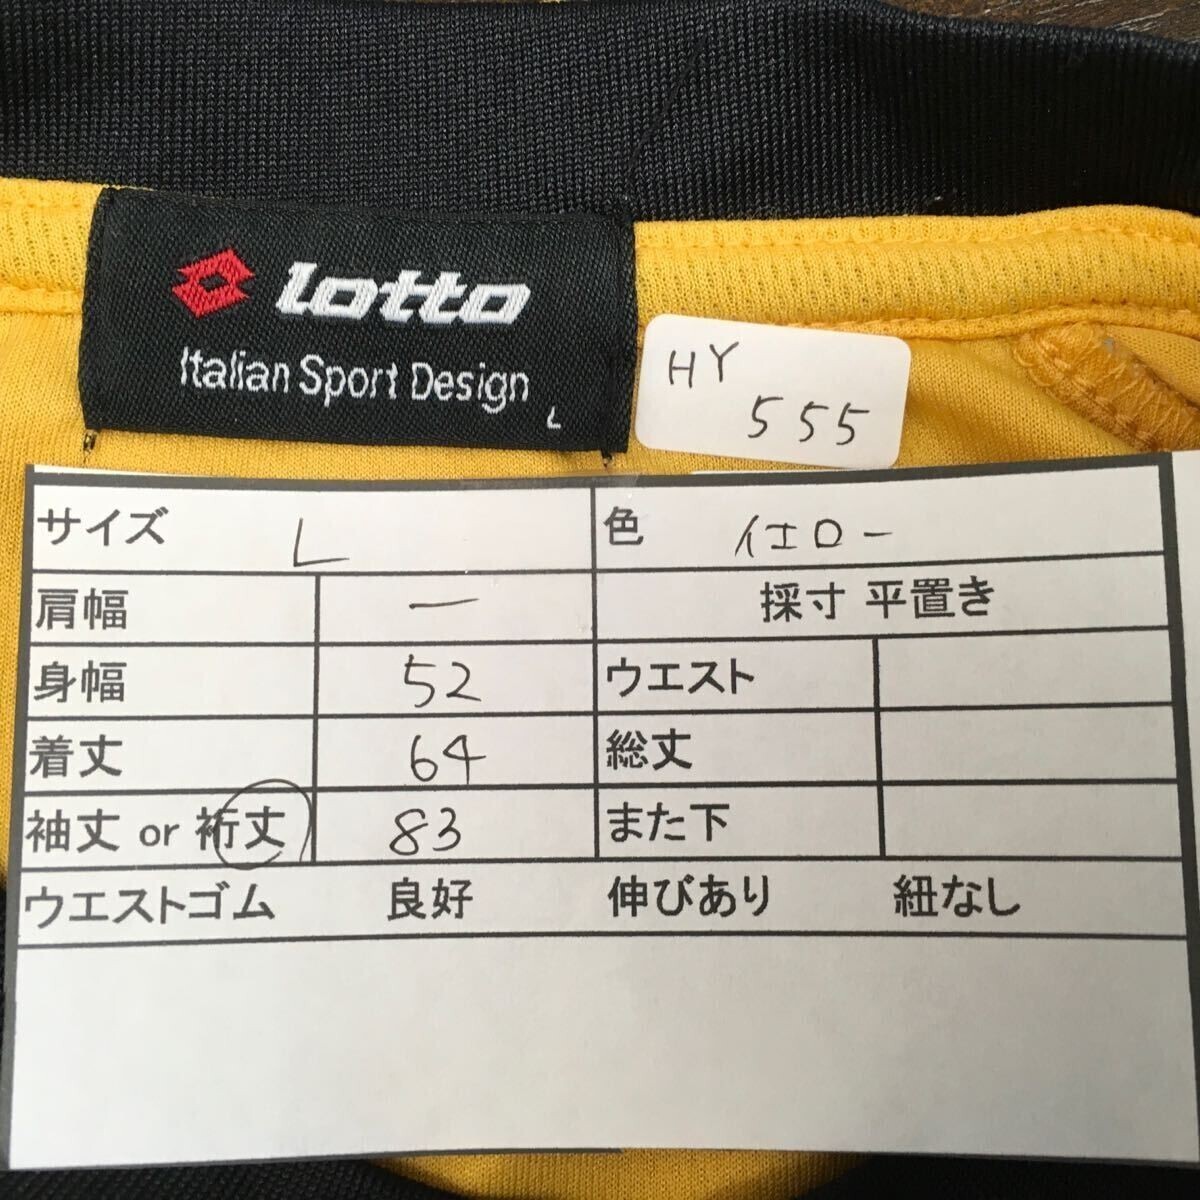 lotto
Italian Sport Design
L
HY
555
サイズ L 色 イエロー
肩幅 — 採寸 平置き
身幅 52 ウエスト
着丈 64 総丈
袖丈 or 裄丈 83 また下
ウエストゴム 良好 伸びあり 紐なし